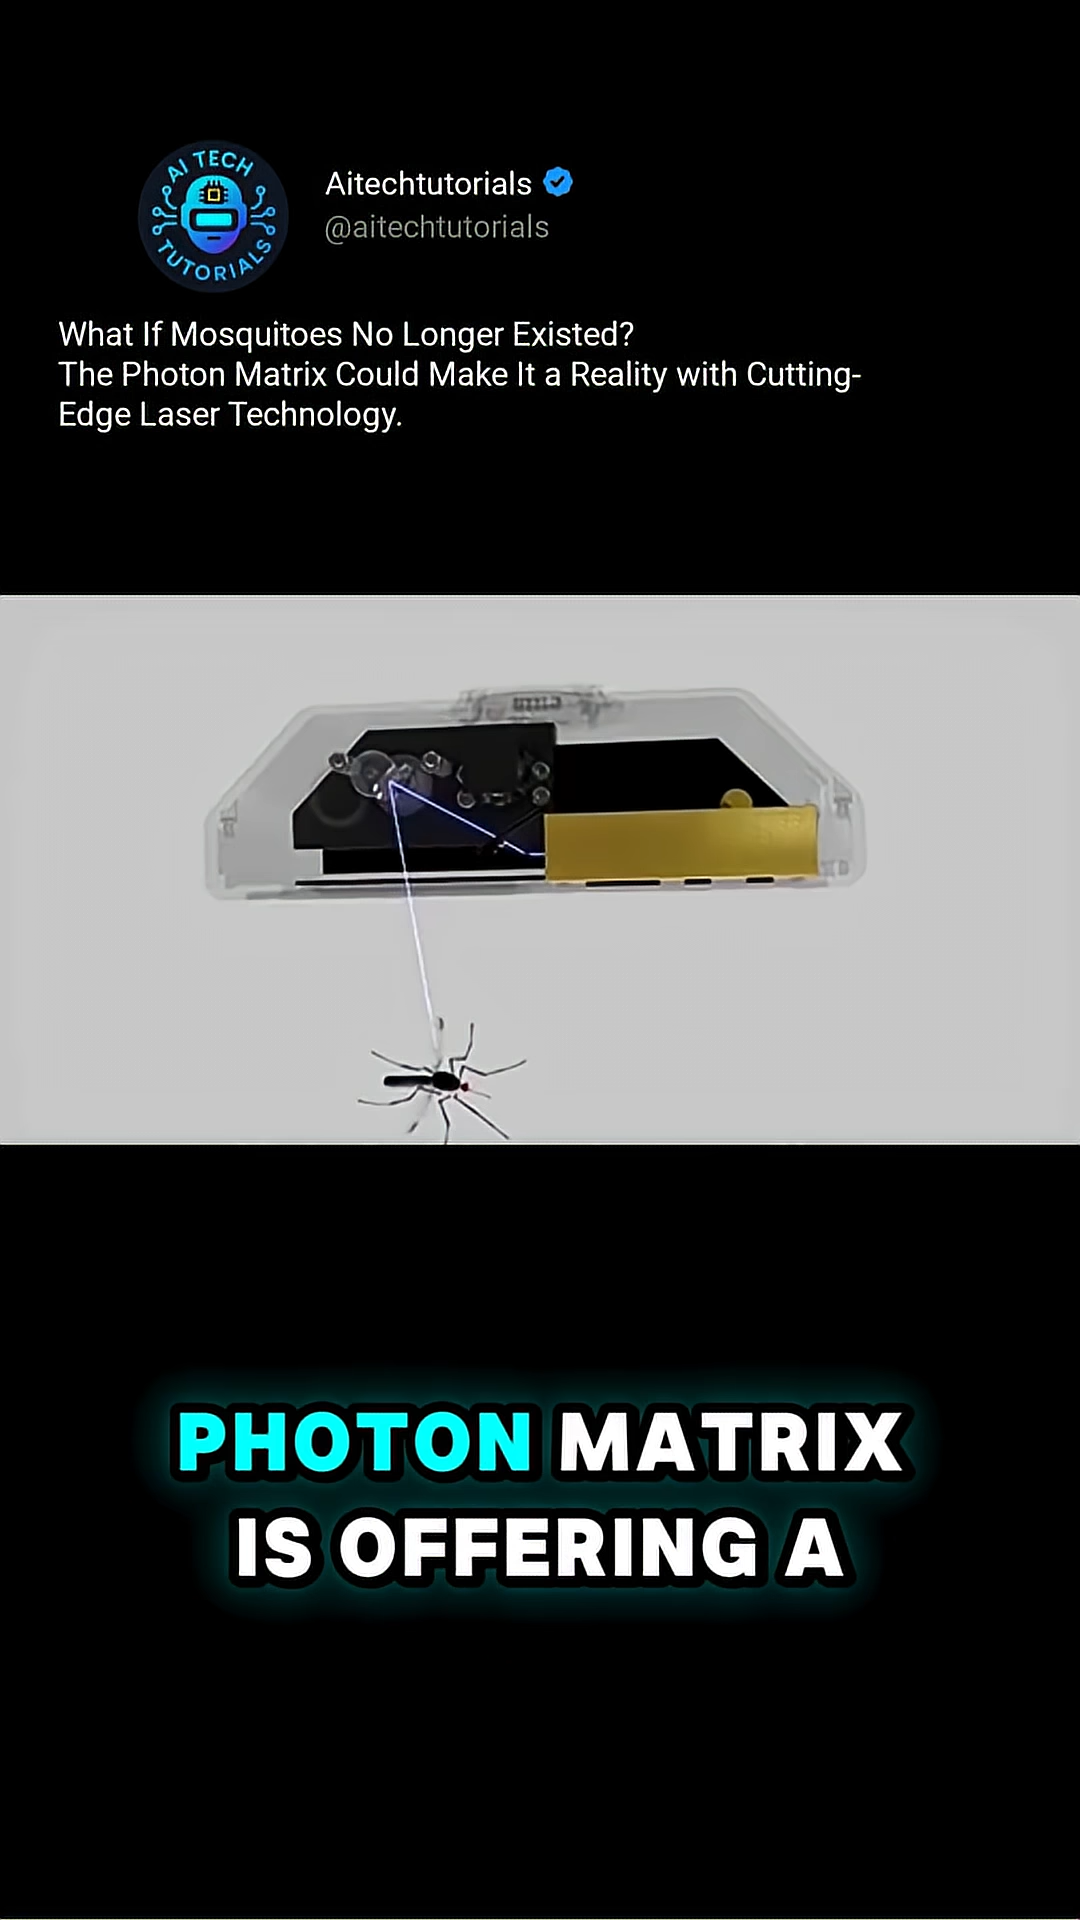 AI TECH
TUTORIALS
Aitechtutorials
@aitechtutorials
What If Mosquitoes No Longer Existed?
The Photon Matrix Could Make It a Reality with Cutting-
Edge Laser Technology.
PHOTON MATRIX
IS OFFERING A